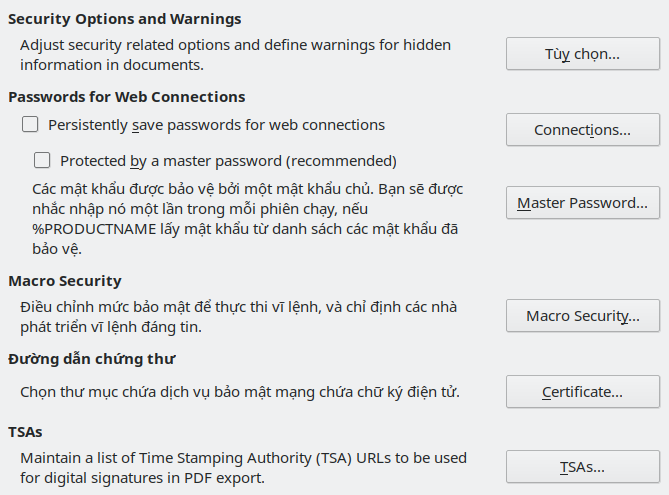 Security Options and Warnings
Adjust security related options and define warnings for hidden
information in documents.
Tùy chọn...
Passwords for Web Connections
Persistently save passwords for web connections
Connections...
Protected by a master password (recommended)
Các mật khẩu được bảo vệ bởi một mật khẩu chủ. Bạn sẽ được
nhắc nhập nó một lần trong mỗi phiên chạy, nếu
%PRODUCTNAME lấy mật khẩu từ danh sách các mật khẩu đã
bảo vệ.
Master Password...
Macro Security
Điều chỉnh mức bảo mật để thực thi vĩ lệnh, và chỉ định các nhà
phát triển vĩ lệnh đáng tin.
Macro Security...
Đường dẫn chứng thư
Chọn thư mục chứa dịch vụ bảo mật mạng chứa chữ ký điện tử.
Certificate...
TSAs
Maintain a list of Time Stamping Authority (TSA) URLs to be used
for digital signatures in PDF export.
TSAs...